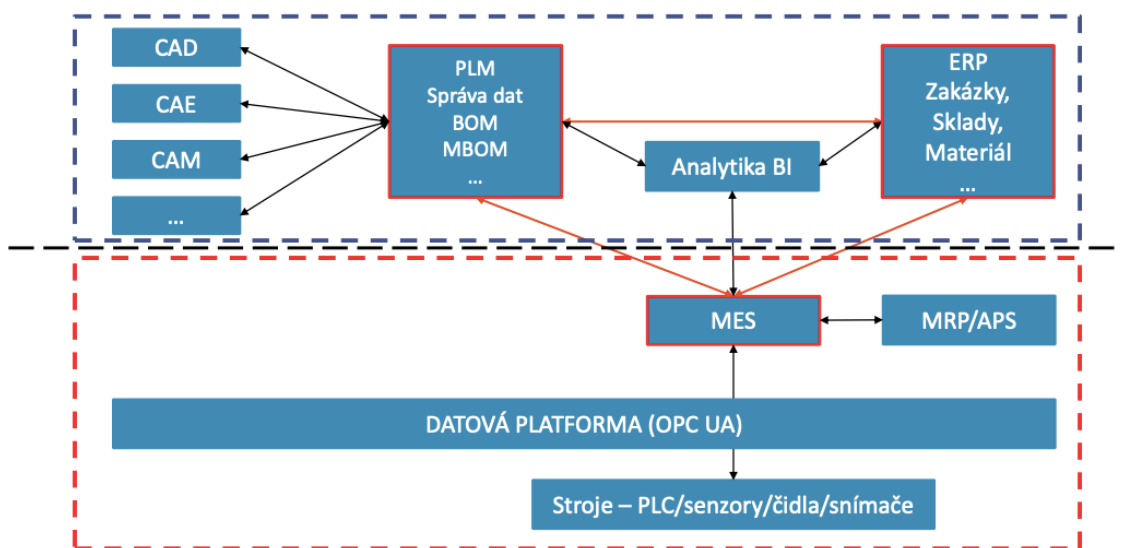 CAD
CAE
CAM
...
PLM
Správa dat
BOM
MBOM
...
Analytika BI
ERP
Zakázky,
Sklady,
Materiál
...
MES
MRP/APS
DATOVÁ PLATFORMA (OPC UA)
Stroje – PLC/senzory/čidla/snímače